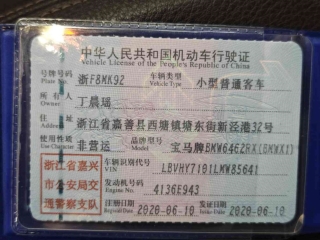 中华人民共和国机动车行驶证
Vehicle License of the People's Republic of China
号牌号码 浙FBMK92 车辆类型 小型普通客车
Plate No. Vehicle Type
所有人 丁晨瑶
Owner
住址 浙江省嘉善县西塘镇塘东街新泾港32号
Address
使用性质 非营运 品牌型号 宝马牌BMW6462RX(BMWX1)
Use Character Model
浙江省嘉兴
市公安局交
通警察支队
车辆识别代号 LBVHY7101LMW85641
VIN
发动机号码 4136E943
Engine No.
注册日期 2020-06-10 发证日期 2020-06-10
Register Date Issue Date